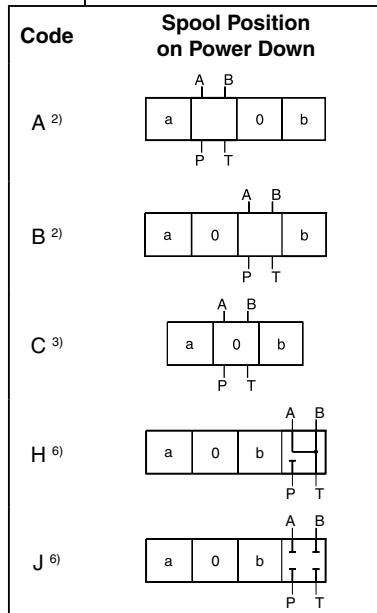 Code Spool Position
on Power Down
A B
A 2) a 0 b
P T
A B
B 2) a 0 b
P T
A B
C 3) a 0 b
P T
A B
H 6) a 0 b
P T
A B
J 6) a 0 b
P T